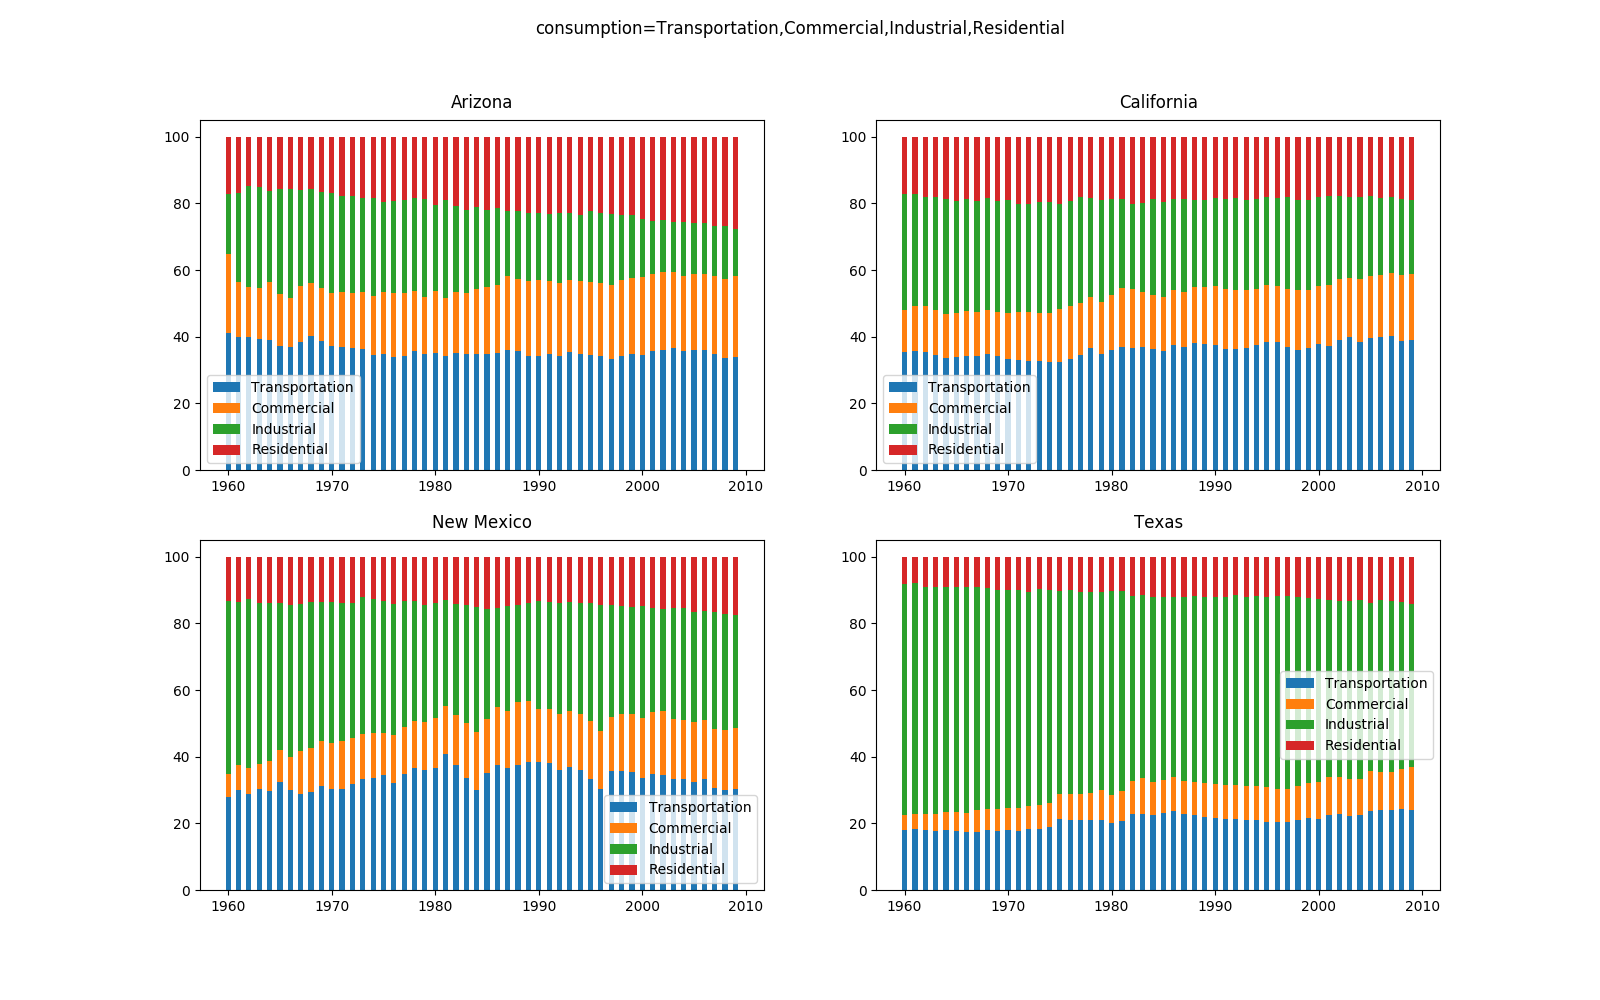 consumption=Transportation,Commercial,Industrial,Residential
Arizona
100
80
60
40
20
0
Transportation
Commercial
Industrial
Residential
1960 1970 1980 1990 2000 2010
California
100
80
60
40
20
0
Transportation
Commercial
Industrial
Residential
1960 1970 1980 1990 2000 2010
New Mexico
100
80
60
40
20
0
Transportation
Commercial
Industrial
Residential
1960 1970 1980 1990 2000 2010
Texas
100
80
60
40
20
0
Transportation
Commercial
Industrial
Residential
1960 1970 1980 1990 2000 2010